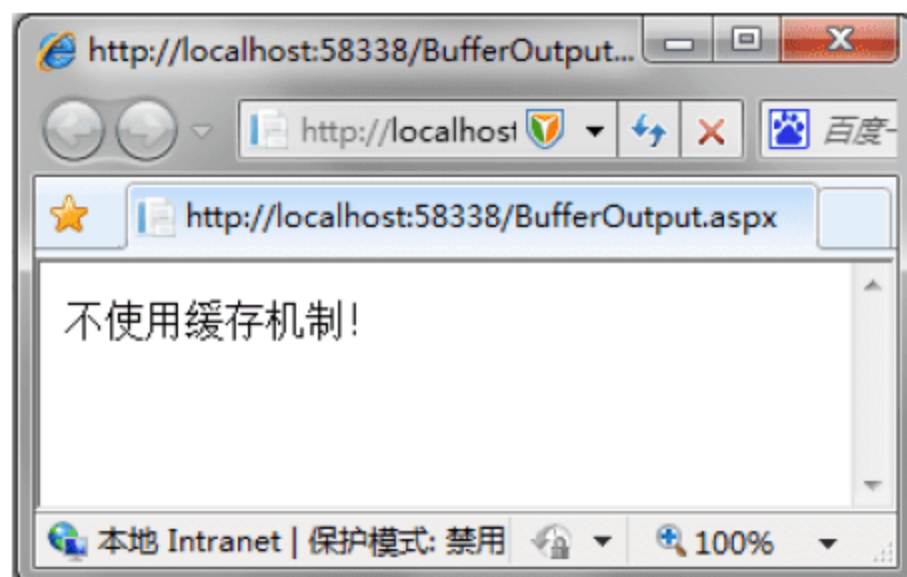 http://localhost:58338/BufferOutput...
http://localhost
百度-
http://localhost:58338/BufferOutput.aspx
不使用缓存机制!
本地 Intranet | 保护模式: 禁用
100%